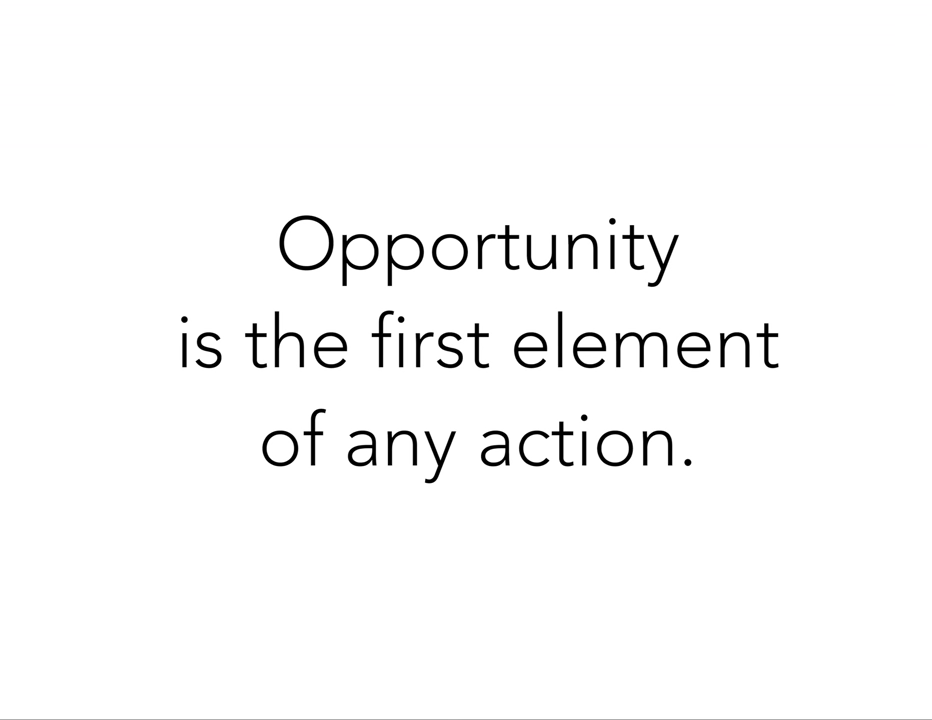 Opportunity
is the first element
of any action.